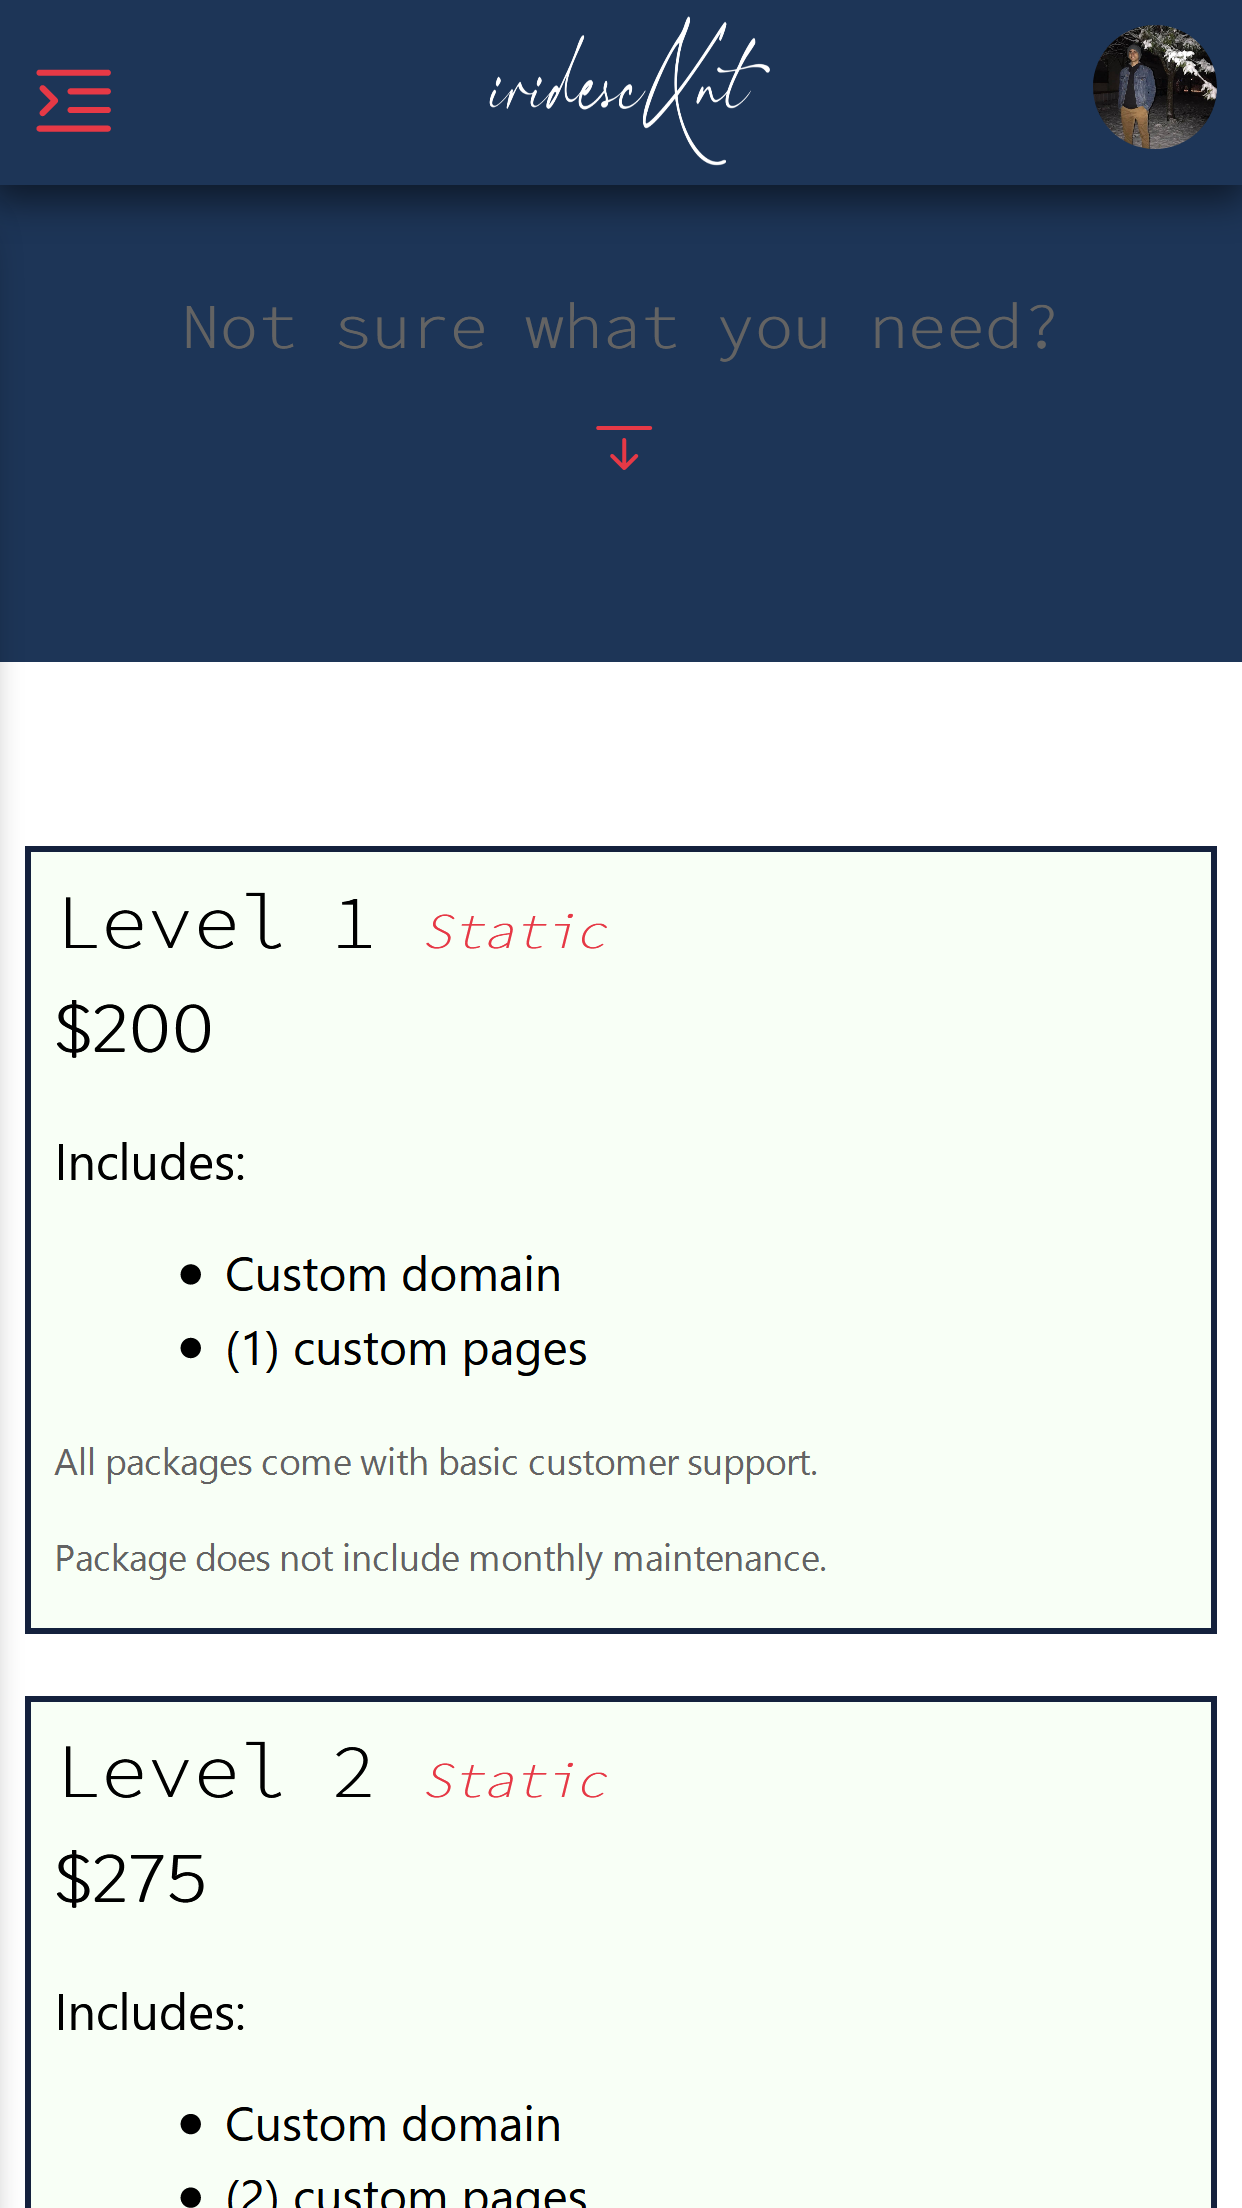 iridescXnt
Not sure what you need?
Level 1 Static
$200
Includes:
• Custom domain
• (1) custom pages
All packages come with basic customer support.
Package does not include monthly maintenance.
Level 2 Static
$275
Includes:
• Custom domain
• (2) custom pages